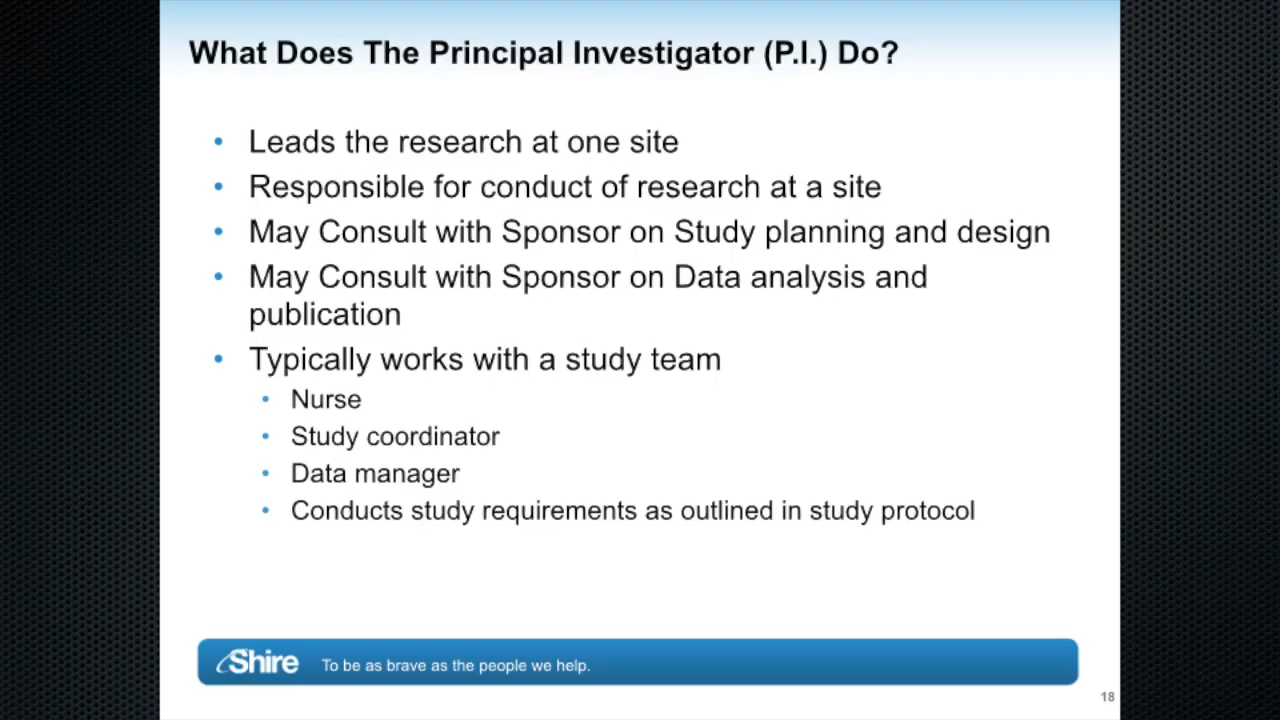 What Does The Principal Investigator (P.I.) Do?
• Leads the research at one site
• Responsible for conduct of research at a site
• May Consult with Sponsor on Study planning and design
• May Consult with Sponsor on Data analysis and
publication
• Typically works with a study team
• Nurse
• Study coordinator
• Data manager
• Conducts study requirements as outlined in study protocol
Shire To be as brave as the people we help.
18